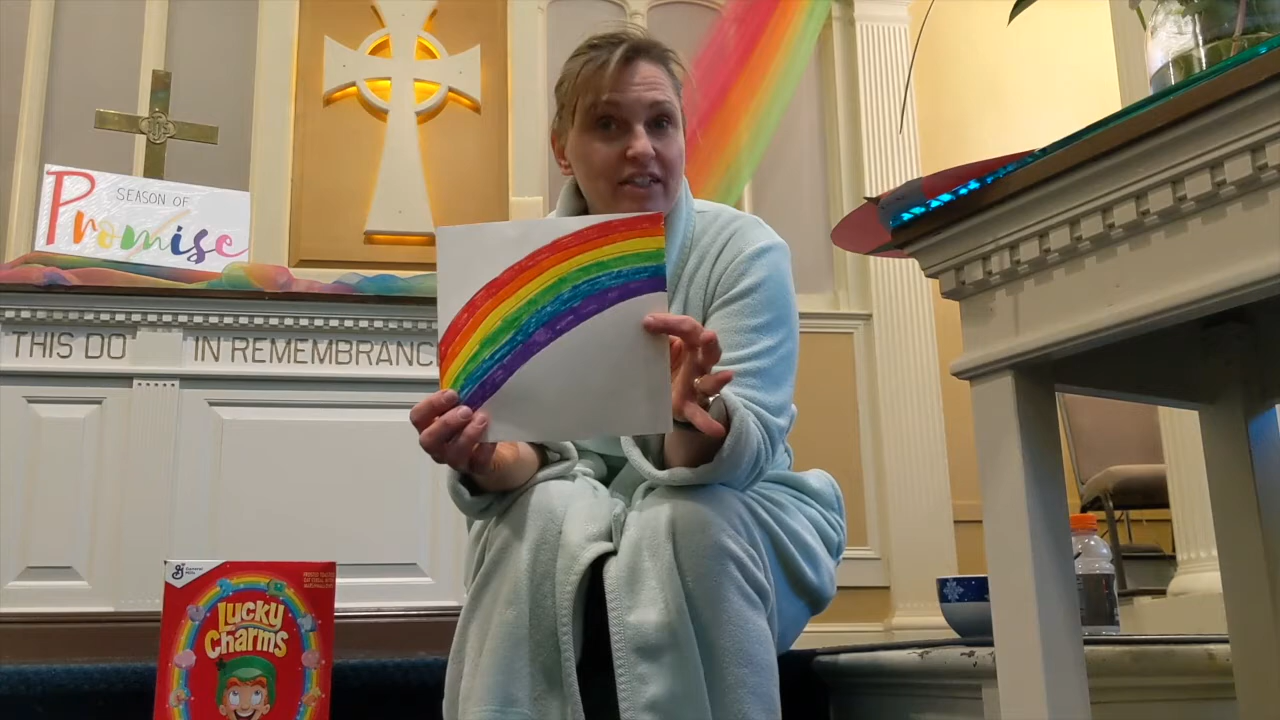 SEASON OF
Promise
THIS DO IN REMEMBRANC
General
Mills
LUCKY
CHARMS